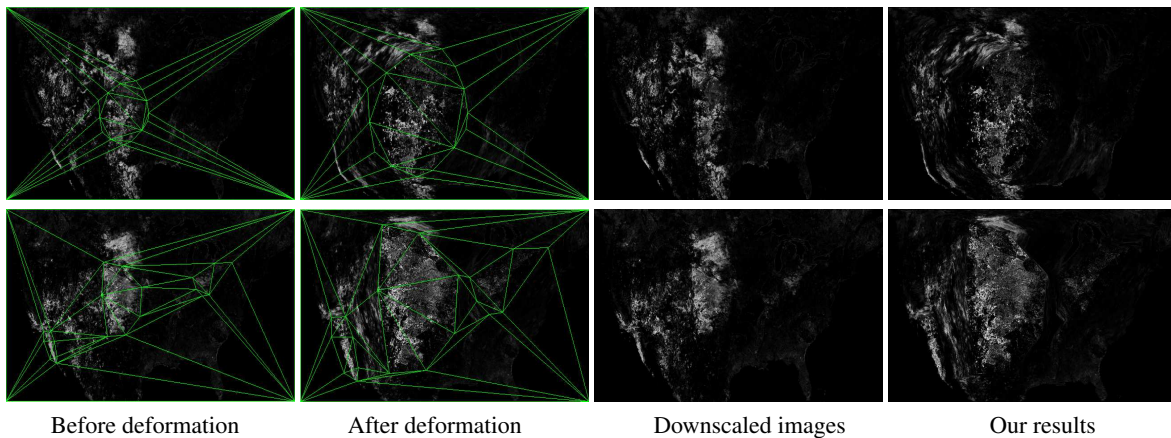 Before deformation
After deformation
Downscaled images
Our results